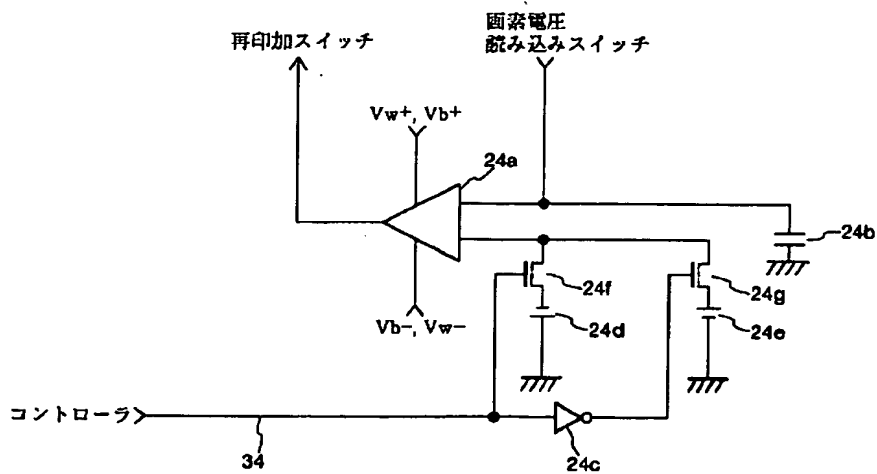 再印加スイッチ
画素電圧
読み込みスイッチ
Vw+, Vb+
24a
24b
24f
24g
24d
24e
Vb-, Vw-
コントローラ
34
24c